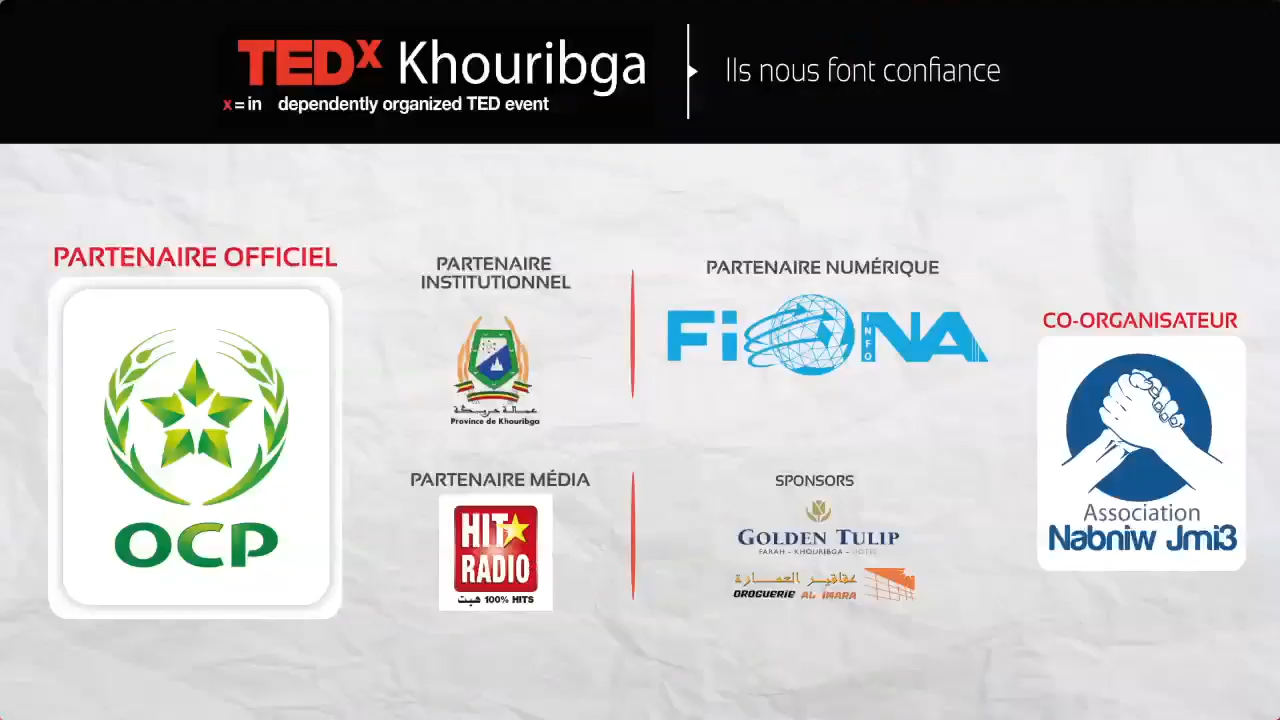 TEDx Khouribga
x=in dependently organized TED event
Ils nous font confiance
PARTENAIRE OFFICIEL
OCP
PARTENAIRE
INSTITUTIONNEL
عمالة خريبكة
Province de Khouribga
PARTENAIRE NUMÉRIQUE
FiONA
INFO
PARTENAIRE MÉDIA
HIT
RADIO
هيت 100% HITS
SPONSORS
GOLDEN TULIP
FARAH - KHOURIBGA - HOTEL
عقاقير العمارة
DROGUERIE AL IMARA
CO-ORGANISATEUR
Association
Nabniw Jmi3